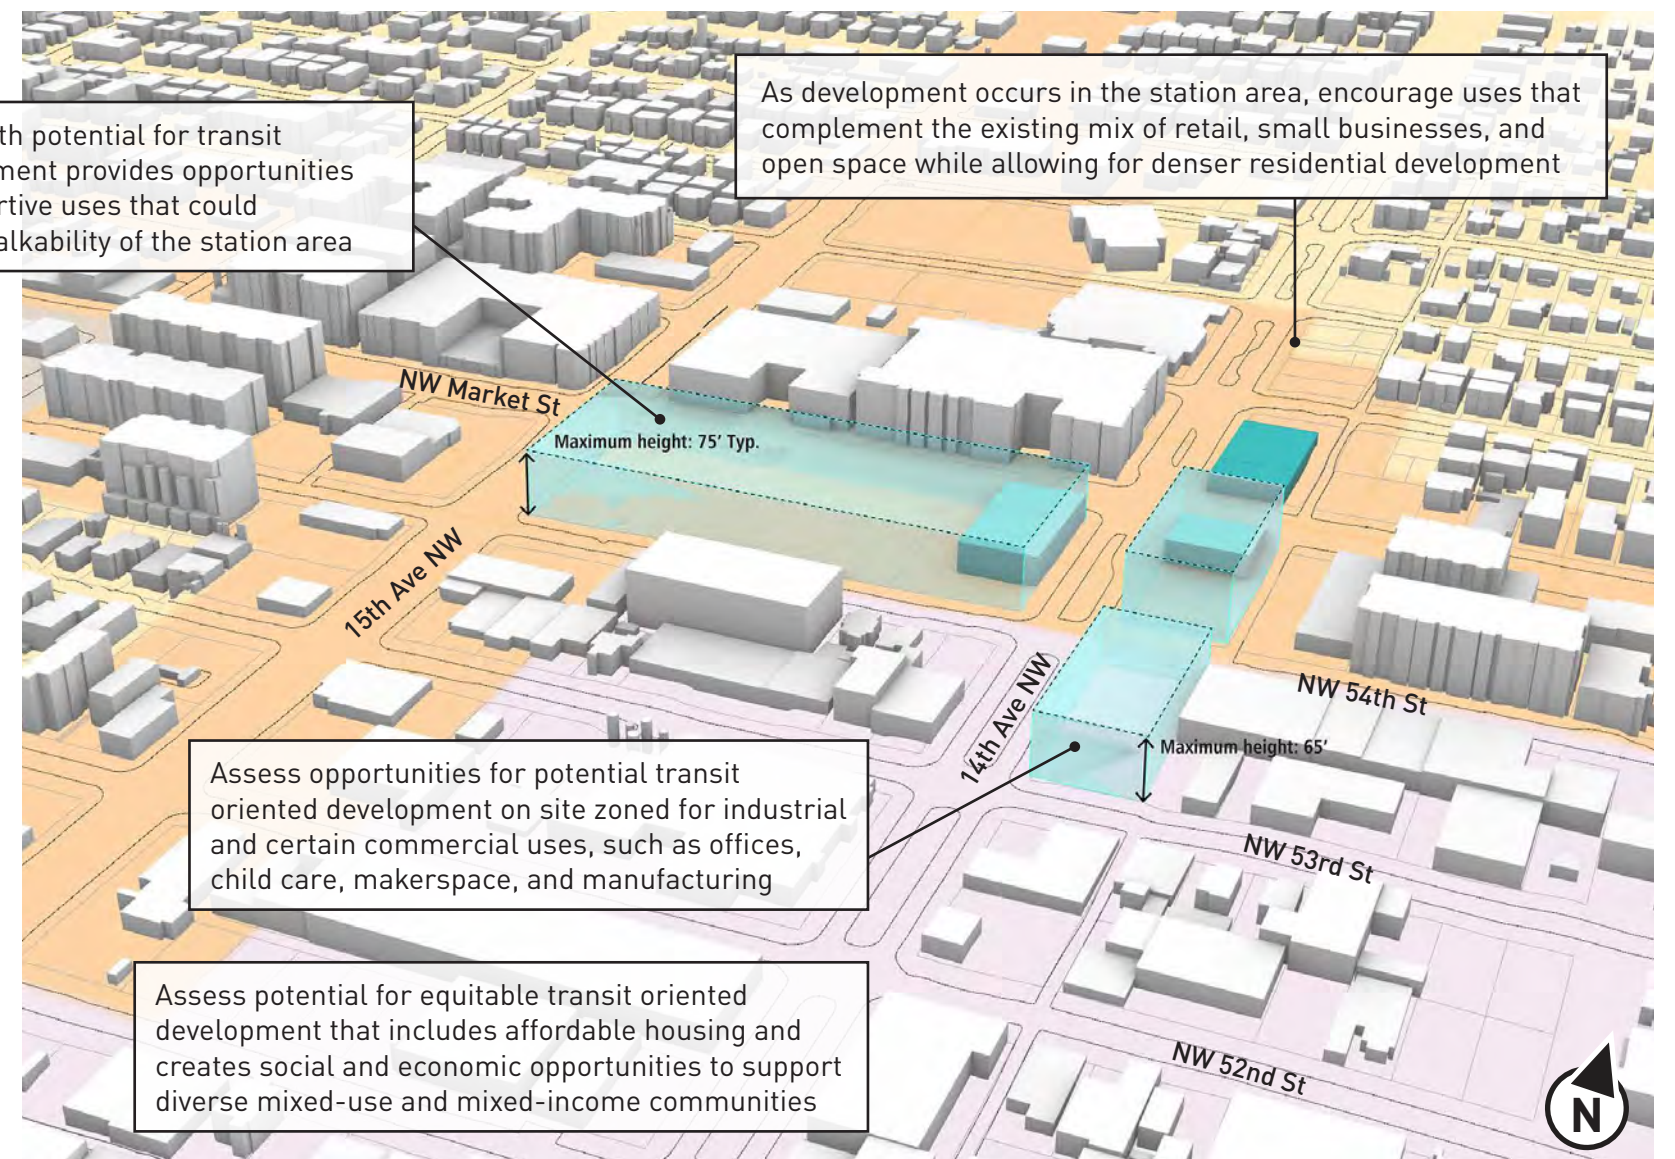 As development occurs in the station area, encourage uses that
complement the existing mix of retail, small businesses, and
open space while allowing for denser residential development
potential for transit
provides opportunities
uses that could
of the station area
NW Market St
Maximum height: 75' Typ.
15th Ave NW
14th Ave NW
NW 54th St
Maximum height: 65'
Assess opportunities for potential transit
oriented development on site zoned for industrial
and certain commercial uses, such as offices,
child care, makerspace, and manufacturing
NW 53rd St
Assess potential for equitable transit oriented
development that includes affordable housing and
creates social and economic opportunities to support
diverse mixed-use and mixed-income communities
NW 52nd St
N